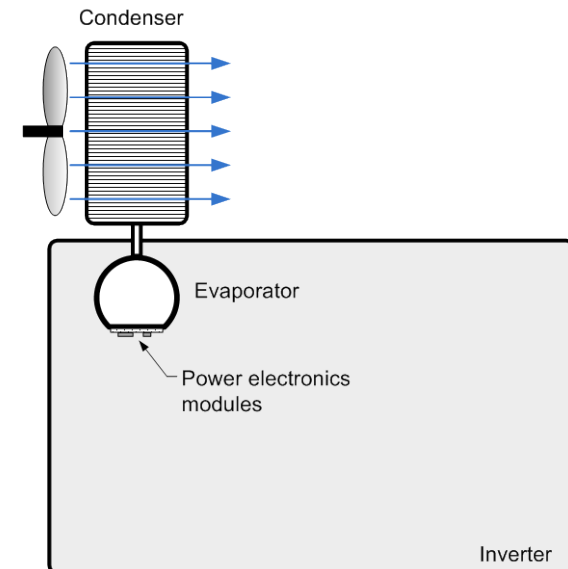 Condenser
Evaporator
Power electronics
modules
Inverter